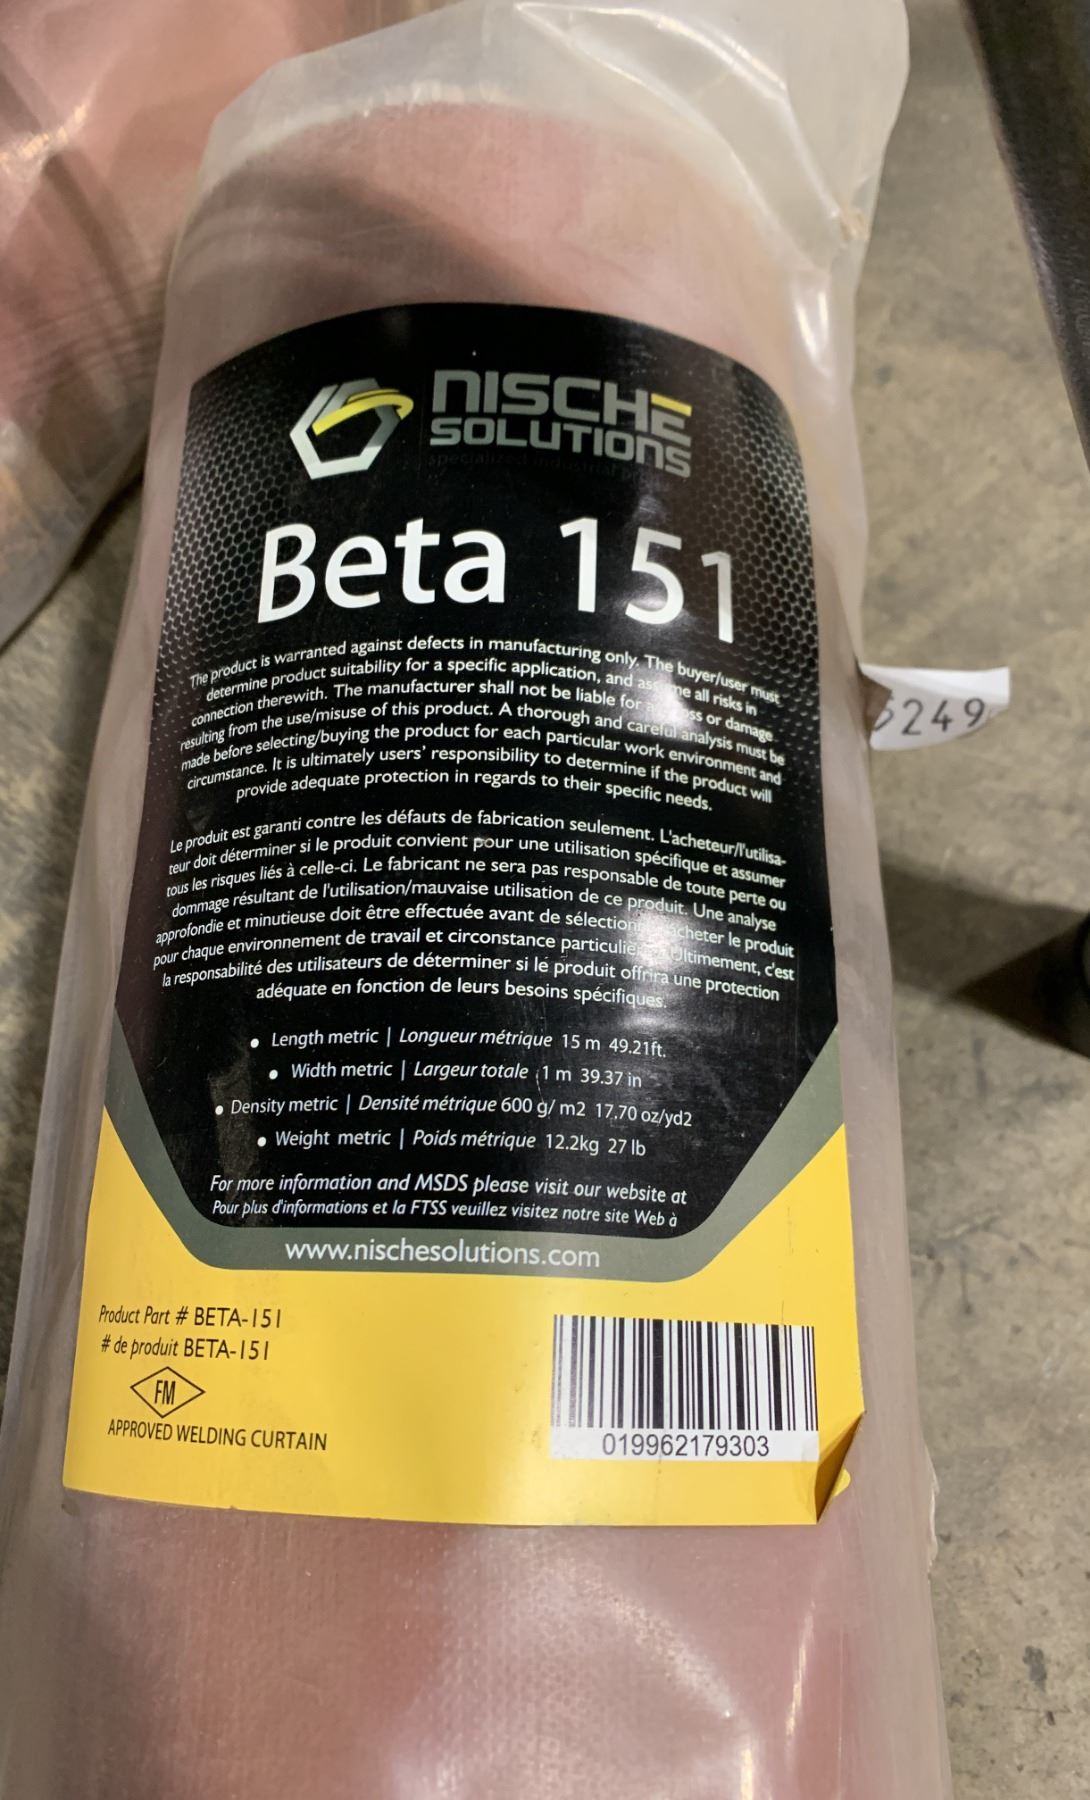 NISCHE
SOLUTIONS
specialized industrial
Beta 151
The product is warranted against defects in manufacturing only. The buyer/user must
determine product suitability for a specific application, and assume all risks in
connection therewith. The manufacturer shall not be liable for a loss or damage
resulting from the use/misuse of this product. A thorough and careful analysis must be
made before selecting/buying the product for each particular work environment and
circumstance. It is ultimately users' responsibility to determine if the product will
provide adequate protection in regards to their specific needs.
Le produit est garanti contre les défauts de fabrication seulement. L'acheteur/l'utilisa-
teur doit déterminer si le produit convient pour une utilisation spécifique et assumer
tous les risques liés à celle-ci. Le fabricant ne sera pas responsable de toute perte ou
dommage résultant de l'utilisation/mauvaise utilisation de ce produit. Une analyse
approfondie et minutieuse doit être effectuée avant de le produit
pour chaque environnement de travail et circonstance Ultimement, c'est
la responsabilité des utilisateurs de déterminer si le produit offrira une protection
adéquate en fonction de leurs besoins spécifiques.
• Length metric | Longueur métrique 15 m 49.21ft.
• Width metric | Largeur totale 1 m 39.37 in
• Density metric | Densité métrique 600 g/ m2 17.70 oz/yd2
• Weight metric | Poids métrique 12.2kg 27 lb
For more information and MSDS please visit our website at
Pour plus d'informations et la FTSS veuillez visitez notre site Web à
www.nischesolutions.com
Product Part # BETA-151
# de produit BETA-151
FM
APPROVED WELDING CURTAIN
019962179303
5249